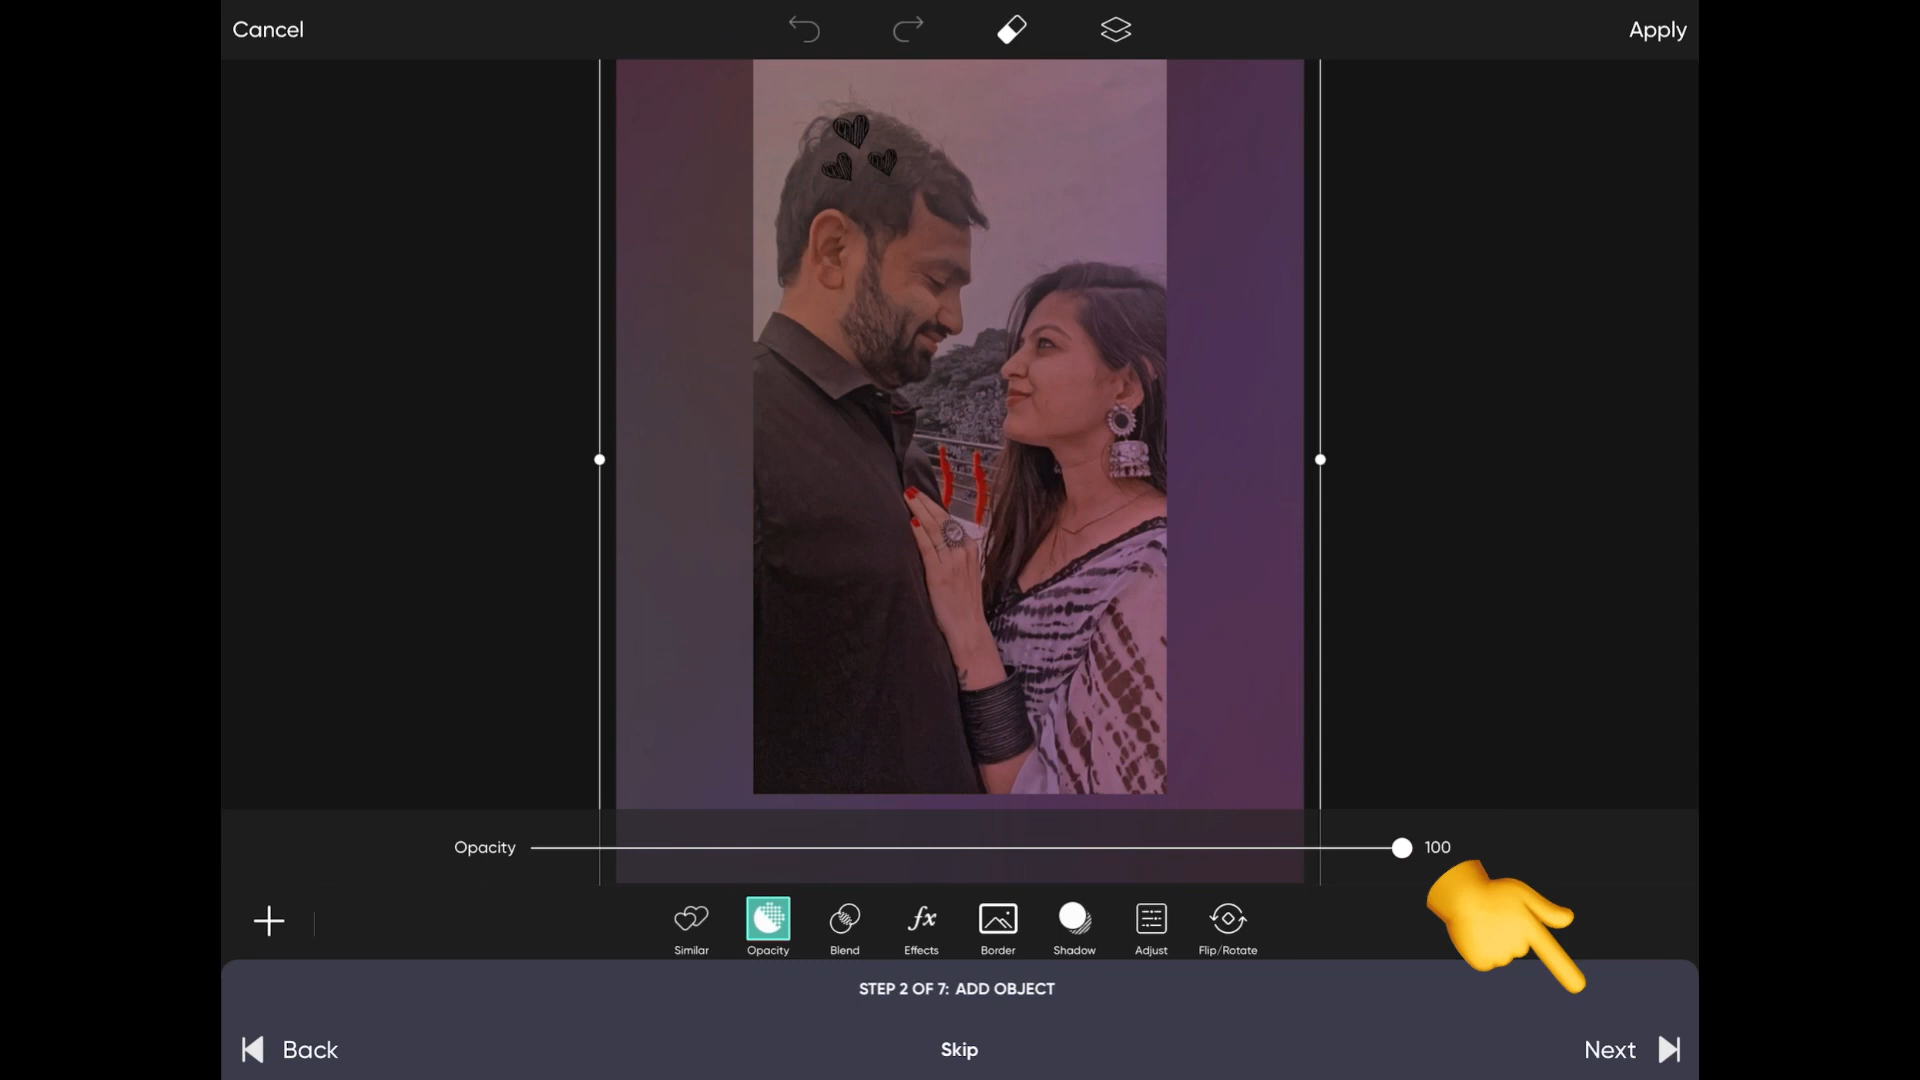 Cancel
Apply
Opacity
100
Similar
Opacity
Blend
fx
Effects
Border
Shadow
Adjust
Flip/Rotate
STEP 2 OF 7: ADD OBJECT
Back
Skip
Next